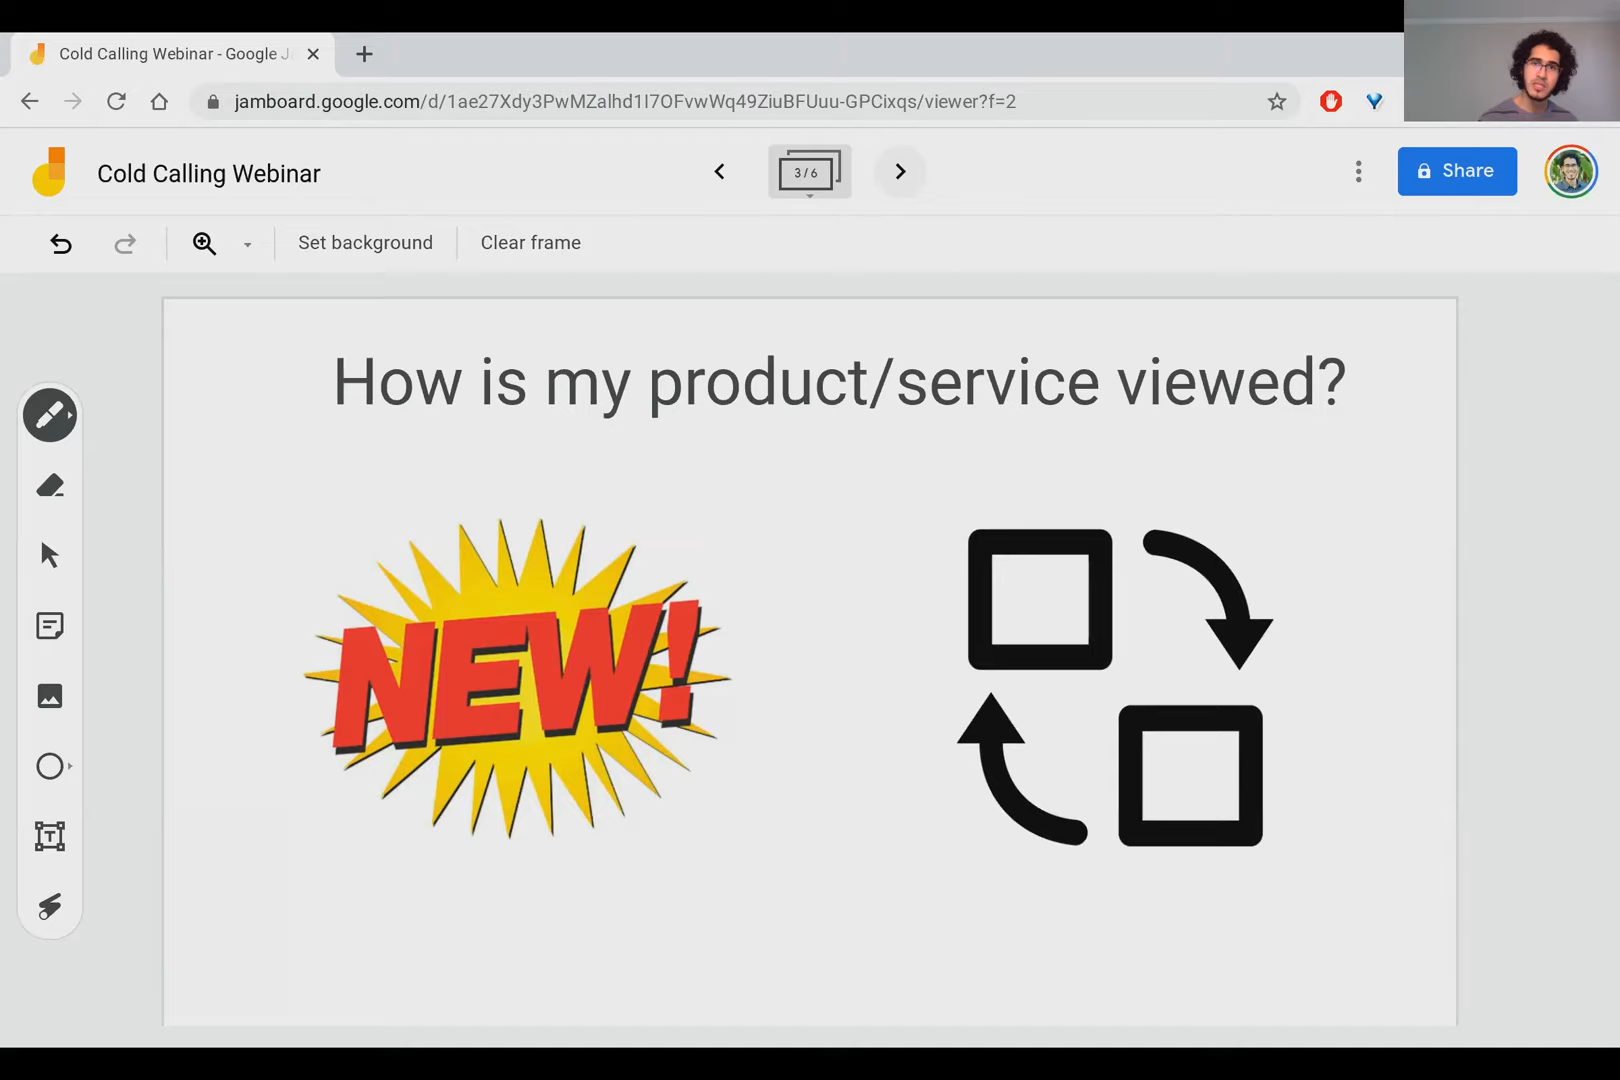 Cold Calling Webinar - Google J
jamboard.google.com/d/1ae27Xdy3PwMZalhd1I7OFvwWq49ZiuBFUuu-GPCixqs/viewer?f=2
Cold Calling Webinar
3 / 6
Share
Set background
Clear frame
How is my product/service viewed?
NEW!